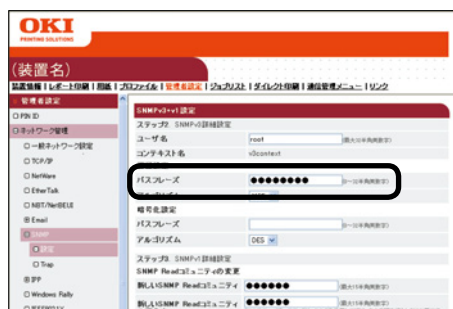 OKI
PRINTING SOLUTIONS
(装置名)
装置情報 | レポート印刷 | 用紙 | プロファイル | 管理者設定 | ジョブリスト | ダイレクト印刷 | 通信管理メニュー | リンク
管理者設定
PIN ID
ネットワーク管理
一般ネットワーク設定
TCP/IP
NetWare
EtherTalk
NBT/NetBEUI
Email
SNMP
設定
Trap
IPP
Windows Rally
IEEE802.1X
SNMPv3+v1設定
ステップ2. SNMPv3詳細設定
ユーザ名 root
コンテキスト名 v3context
パスフレーズ ●●●●●●●●
アルゴリズム
暗号化設定
パスフレーズ
アルゴリズム DES
ステップ3. SNMPv1詳細設定
SNMP Readコミュニティの変更
新しいSNMP Readコミュニティ ●●●●●●
新しいSNMP Readコミュニティ ●●●●●●